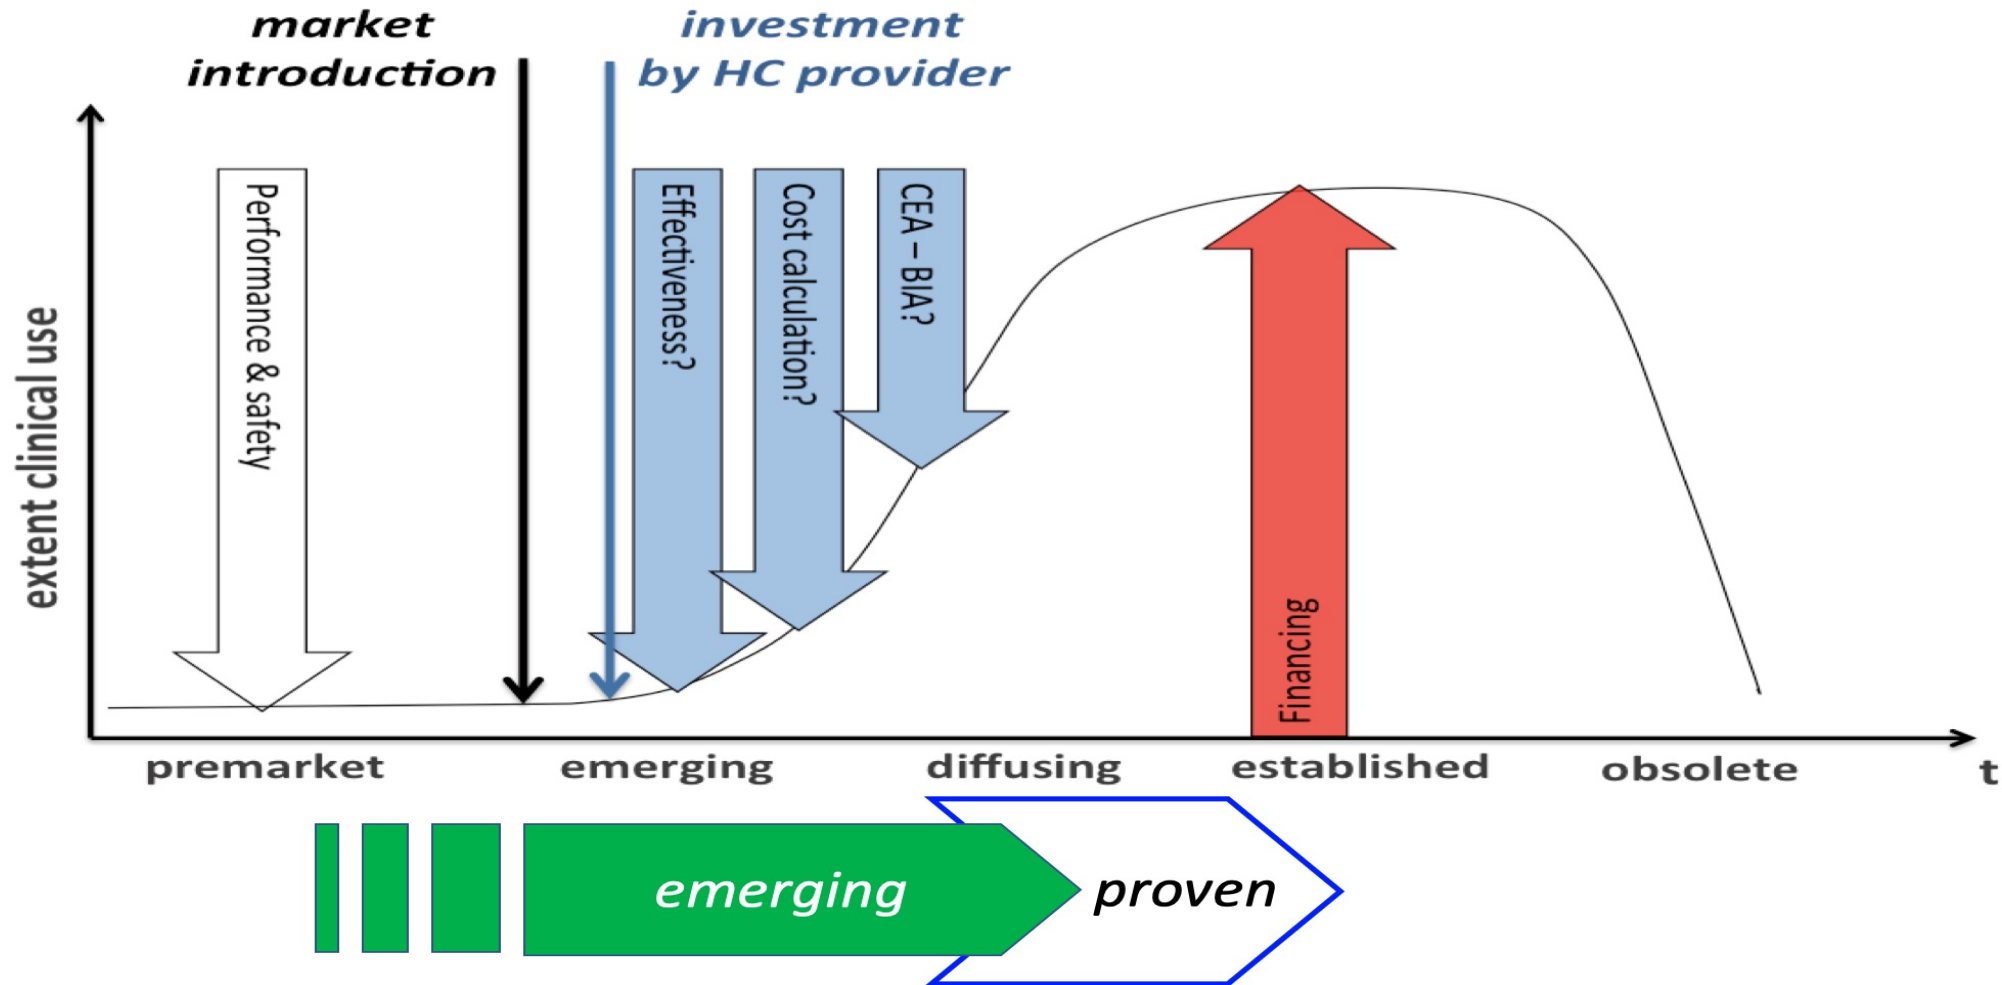 market
introduction
investment
by HC provider
extent clinical use
Performance & safety
Effectiveness?
Cost calculation?
CEA – BIA?
Financing
premarket
emerging
diffusing
established
obsolete
t
emerging
proven